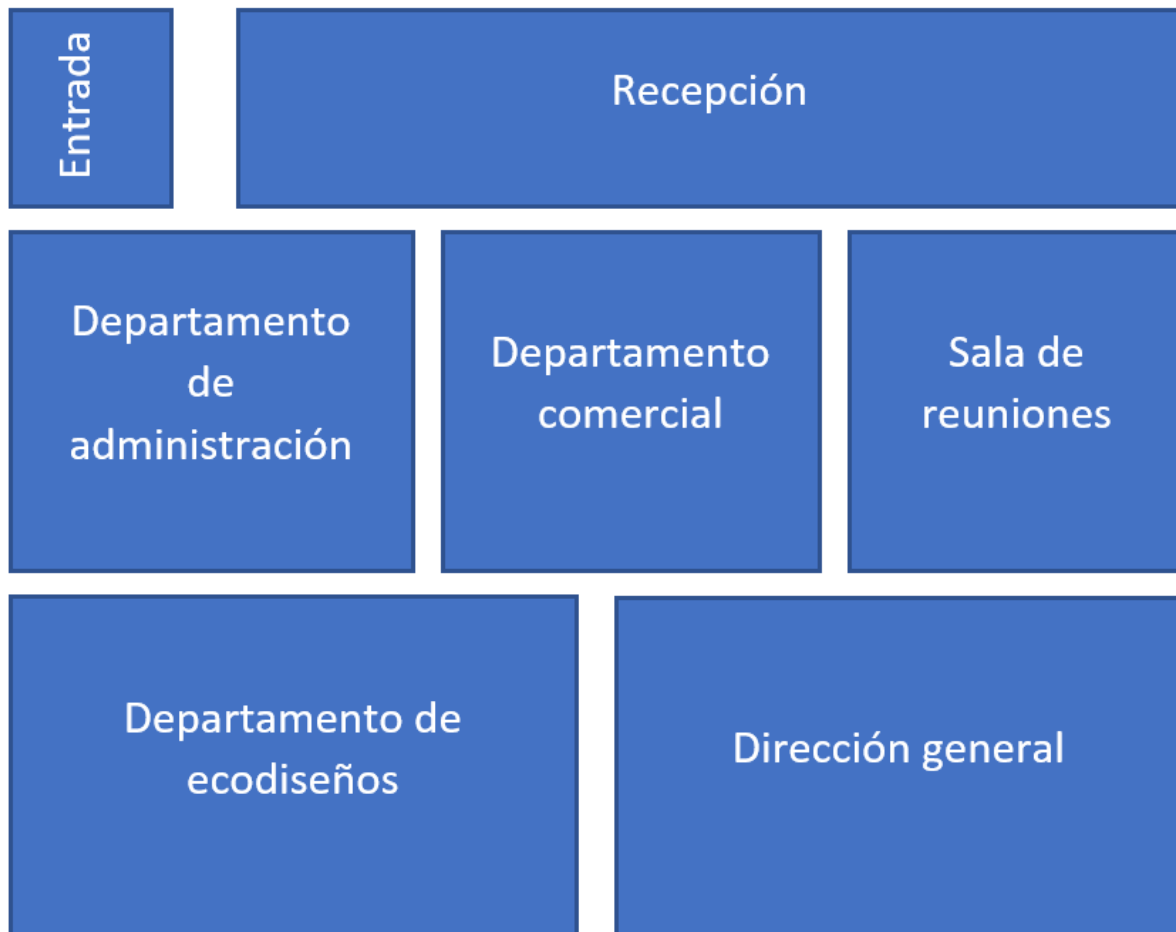 Entrada
Recepción
Departamento
de
administración
Departamento
comercial
Sala de
reuniones
Departamento de
ecodiseños
Dirección general